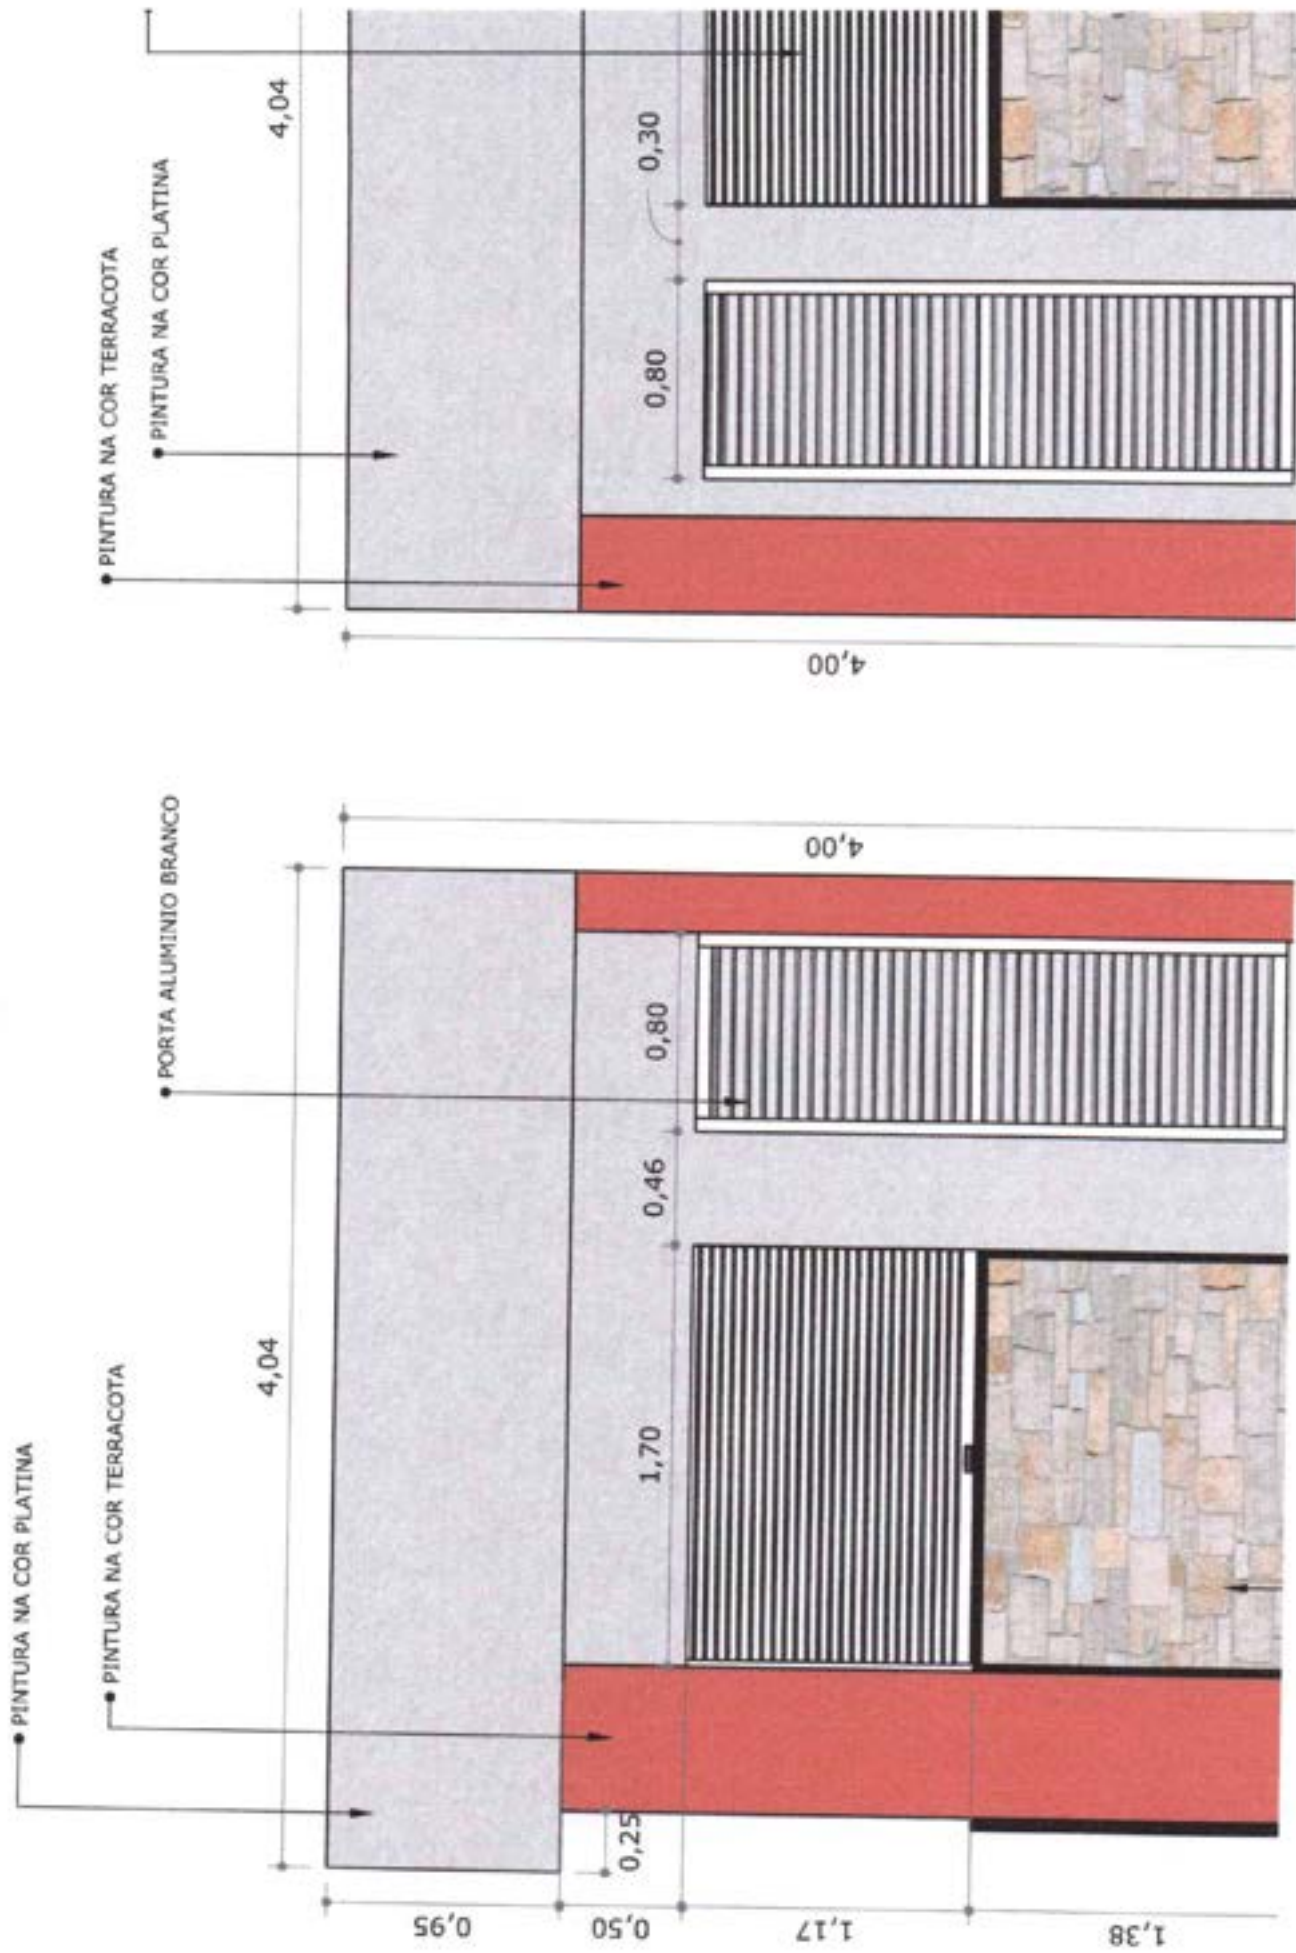 PINTURA NA COR TERRACOTA
PINTURA NA COR PLATINA
4,04
0,30
0,80
4,00
PORTA ALUMINIO BRANCO
4,00
0,80
0,46
1,70
4,04
PINTURA NA COR PLATINA
PINTURA NA COR TERRACOTA
0,25
0,95
0,50
1,17
1,38